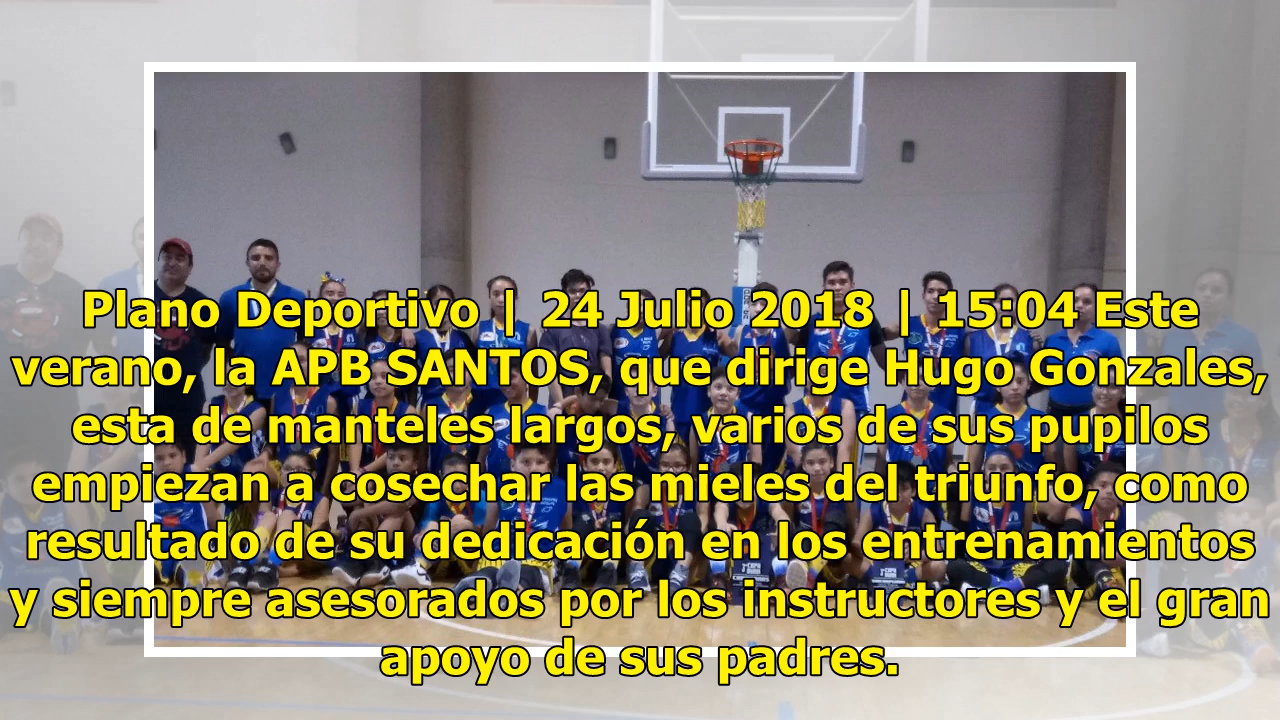 Plano Deportivo | 24 Julio 2018 | 15:04 Este
verano, la APB SANTOS, que dirige Hugo Gonzales,
esta de manteles largos, varios de sus pupilos
empiezan a cosechar las mieles del triunfo, como
resultado de su dedicación en los entrenamientos
y siempre asesorados por los instructores y el gran
apoyo de sus padres.